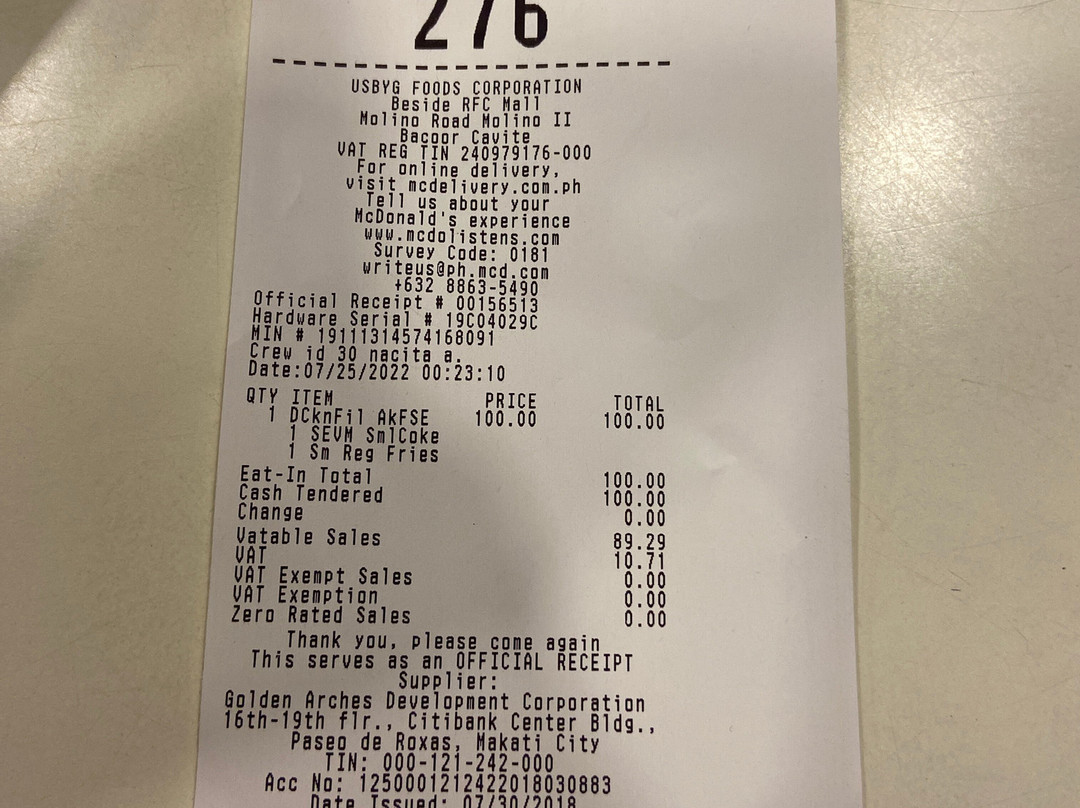 276
USBYG FOODS CORPORATION
Beside RFC Mall
Molino Road Molino II
Bacoor Cavite
VAT REG TIN 240979176-000
For online delivery,
visit mcdelivery.com.ph
Tell us about your
McDonald's experience
www.mcdolistens.com
Survey Code: 0181
writeus@ph.mcd.com
+632 8863-5490
Official Receipt # 00156513
Hardware Serial # 19C04029C
MIN # 19111314574168091
Crew id 30 nacita a.
Date:07/25/2022 00:23:10
QTY ITEM PRICE TOTAL
1 DCknFil AkFSE 100.00 100.00
1 SEVM SmlCoke
1 Sm Reg Fries
Eat-In Total 100.00
Cash Tendered 100.00
Change 0.00
Vatable Sales 89.29
VAT 10.71
VAT Exempt Sales 0.00
VAT Exemption 0.00
Zero Rated Sales 0.00
Thank you, please come again
This serves as an OFFICIAL RECEIPT
Supplier:
Golden Arches Development Corporation
16th-19th flr., Citibank Center Bldg.,
Paseo de Roxas, Makati City
TIN: 000-121-242-000
Acc No: 1250001212422018030883
Date Issued: 07/30/2018